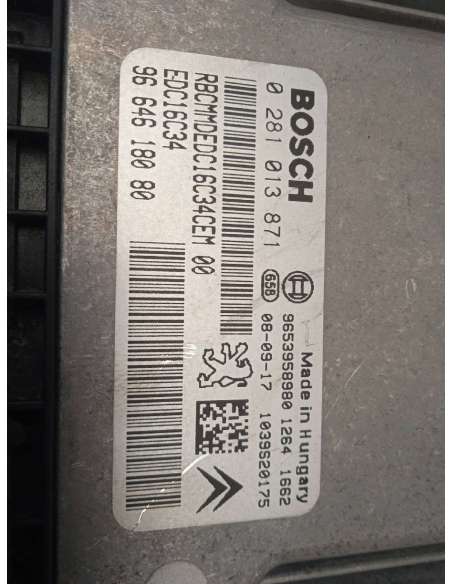 BOSCH
Made in Hungary
0 281 013 871
658
9653958980 1264 1662
08-09-17 1039S20175
RBCMMDEDC16C34CEM 00
EDC16C34
96 646 180 80